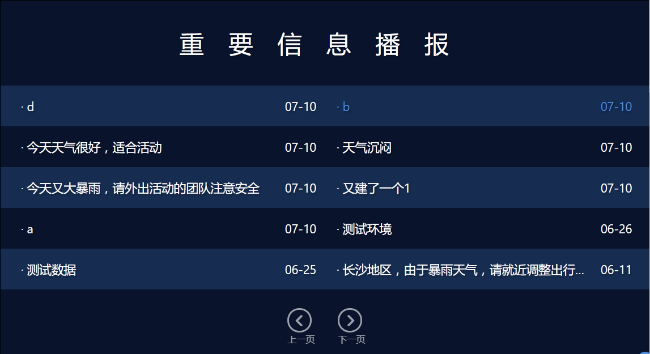 重要信息播报
· d 07-10 · b 07-10
· 今天天气很好，适合活动 07-10 · 天气沉闷 07-10
· 今天又大暴雨，请外出活动的团队注意安全 07-10 · 又建了一个1 07-10
· a 07-10 · 测试环境 06-26
· 测试数据 06-25 · 长沙地区，由于暴雨天气，请就近调整出行... 06-11
上一页 下一页